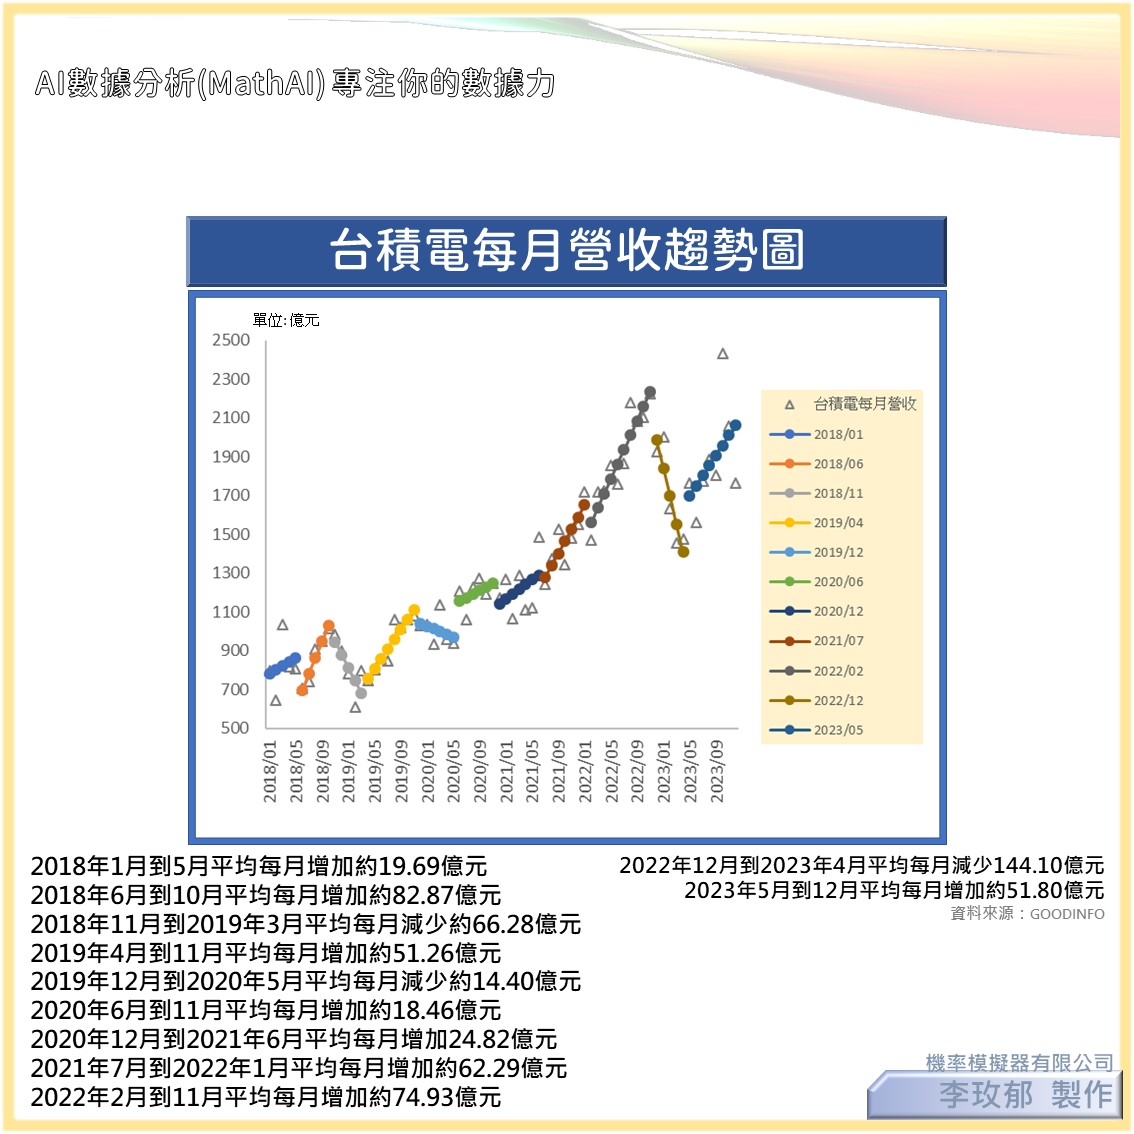 AI數據分析(MathAI) 專注你的數據力
台積電每月營收趨勢圖
單位:億元
2500
2300
2100
1900
1700
1500
1300
1100
900
700
500
2018/01
2018/05
2018/09
2019/01
2019/05
2019/09
2020/01
2020/05
2020/09
2021/01
2021/05
2021/09
2022/01
2022/05
2022/09
2023/01
2023/05
2023/09
台積電每月營收
2018/01
2018/06
2018/11
2019/04
2019/12
2020/06
2020/12
2021/07
2022/02
2022/12
2023/05
2018年1月到5月平均每月增加約19.69億元
2018年6月到10月平均每月增加約82.87億元
2018年11月到2019年3月平均每月減少約66.28億元
2019年4月到11月平均每月增加約51.26億元
2019年12月到2020年5月平均每月減少約14.40億元
2020年6月到11月平均每月增加約18.46億元
2020年12月到2021年6月平均每月增加24.82億元
2021年7月到2022年1月平均每月增加約62.29億元
2022年2月到11月平均每月增加約74.93億元
2022年12月到2023年4月平均每月減少144.10億元
2023年5月到12月平均每月增加約51.80億元
資料來源：GOODINFO
機率模擬器有限公司
李玫郁 製作